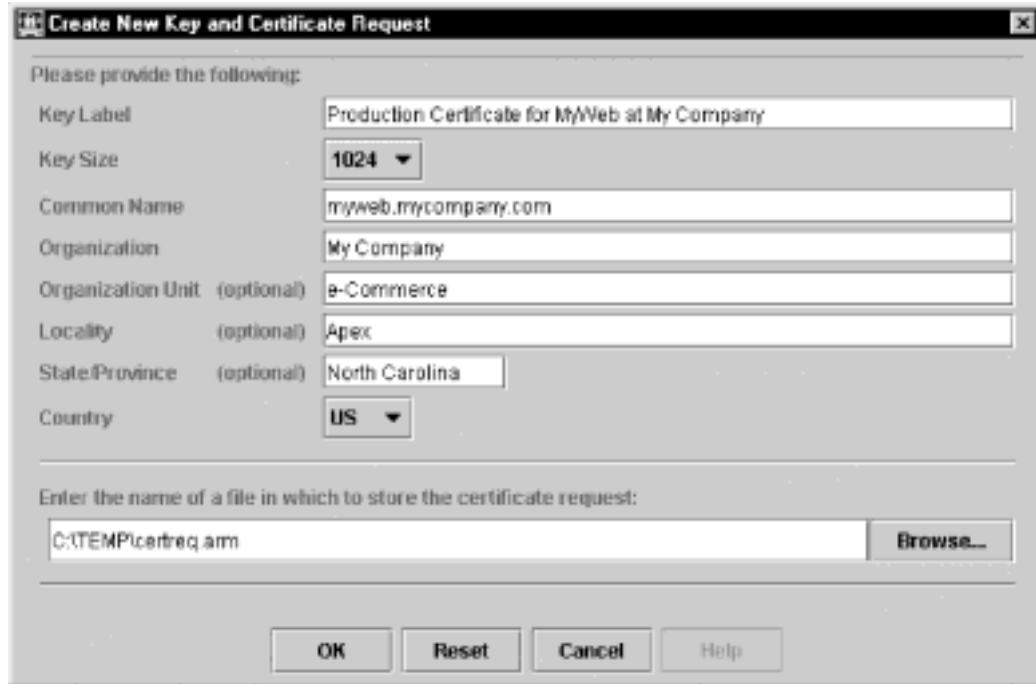 Create New Key and Certificate Request
Please provide the following:
Key Label Production Certificate for MyWeb at My Company
Key Size 1024
Common Name myweb.mycompany.com
Organization My Company
Organization Unit (optional) e-Commerce
Locality (optional) Apex
State/Province (optional) North Carolina
Country US
Enter the name of a file in which to store the certificate request:
C:\TEMP\certreq.arm Browse...
OK Reset Cancel Help